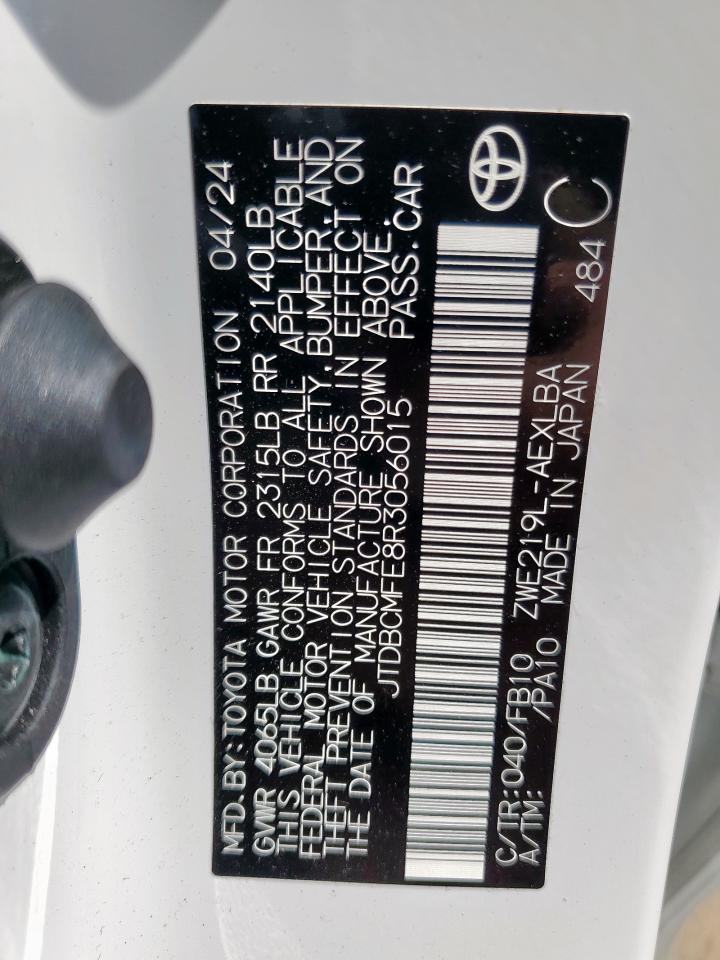 MFD.BY:TOYOTA MOTOR CORPORATION 04/24
GVWR 4065LB GAWR FR 2315LB RR 2140LB
THIS VEHICLE CONFORMS TO ALL APPLICABLE
FEDERAL MOTOR VEHICLE SAFETY,BUMPER,AND
THEFT PREVENTION STANDARDS IN EFFECT ON
THE DATE OF MANUFACTURE SHOWN ABOVE.
JTDBCMFE8R3056015 PASS.CAR
C/TR:040/FB10 ZWE219L-AEXLBA
A/TM: /PA10 MADE IN JAPAN 484 C